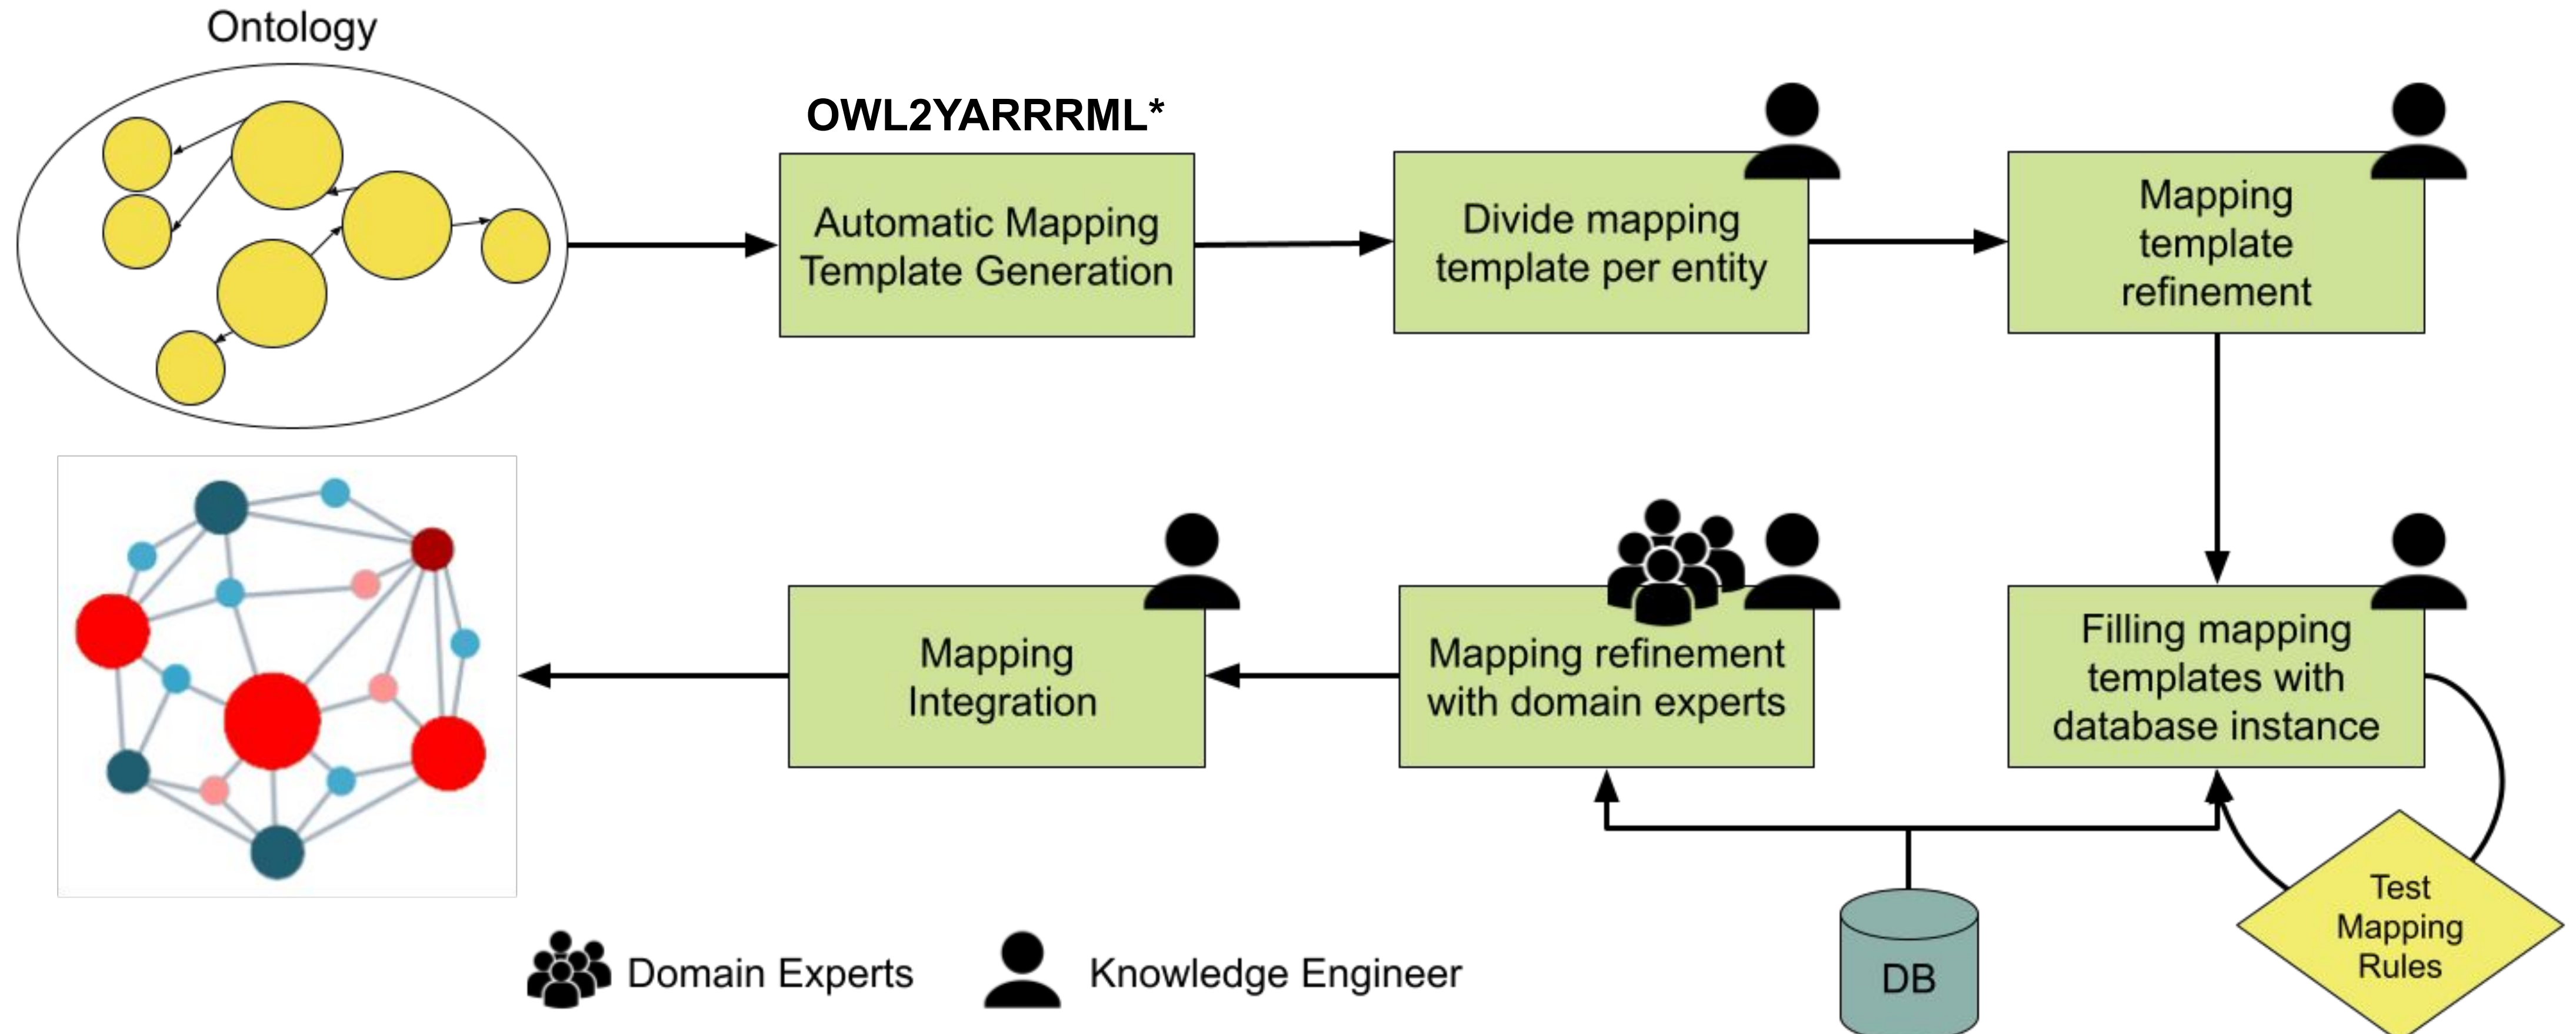 Ontology
OWL2YARRRML*
Automatic Mapping
Template Generation
Divide mapping
template per entity
Mapping
template
refinement
Filling mapping
templates with
database instance
Mapping refinement
with domain experts
Mapping
Integration
Test
Mapping
Rules
DB
Domain Experts
Knowledge Engineer